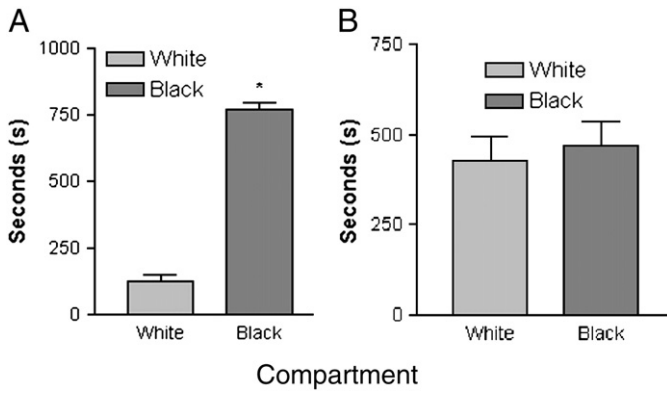 A
Seconds (s)
1000
750
500
250
0
White
Black
*
White
Black
B
Seconds (s)
750
500
250
0
White
Black
White
Black
Compartment